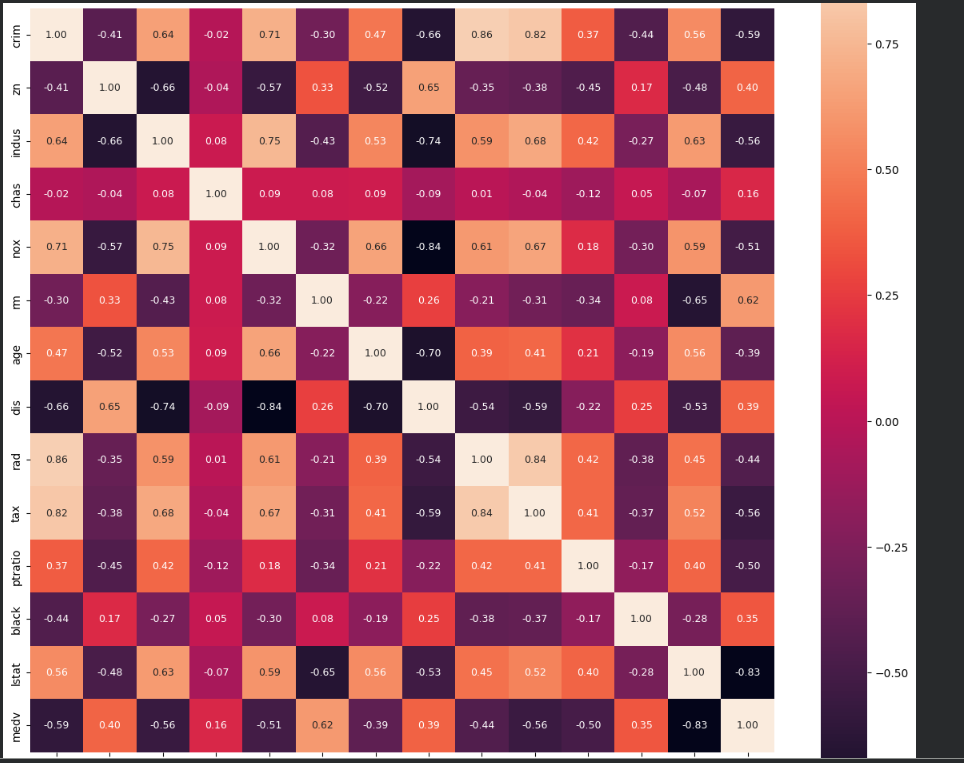 crim 1.00 -0.41 0.64 -0.02 0.71 -0.30 0.47 -0.66 0.86 0.82 0.37 -0.44 0.56 -0.59
zn -0.41 1.00 -0.66 -0.04 -0.57 0.33 -0.52 0.65 -0.35 -0.38 -0.45 0.17 -0.48 0.40
indus 0.64 -0.66 1.00 0.08 0.75 -0.43 0.53 -0.74 0.59 0.68 0.42 -0.27 0.63 -0.56
chas -0.02 -0.04 0.08 1.00 0.09 0.08 0.09 -0.09 0.01 -0.04 -0.12 0.05 -0.07 0.16
nox 0.71 -0.57 0.75 0.09 1.00 -0.32 0.66 -0.84 0.61 0.67 0.18 -0.30 0.59 -0.51
rm -0.30 0.33 -0.43 0.08 -0.32 1.00 -0.22 0.26 -0.21 -0.31 -0.34 0.08 -0.65 0.62
age 0.47 -0.52 0.53 0.09 0.66 -0.22 1.00 -0.70 0.39 0.41 0.21 -0.19 0.56 -0.39
dis -0.66 0.65 -0.74 -0.09 -0.84 0.26 -0.70 1.00 -0.54 -0.59 -0.22 0.25 -0.53 0.39
rad 0.86 -0.35 0.59 0.01 0.61 -0.21 0.39 -0.54 1.00 0.84 0.42 -0.38 0.45 -0.44
tax 0.82 -0.38 0.68 -0.04 0.67 -0.31 0.41 -0.59 0.84 1.00 0.41 -0.37 0.52 -0.56
ptratio 0.37 -0.45 0.42 -0.12 0.18 -0.34 0.21 -0.22 0.42 0.41 1.00 -0.17 0.40 -0.50
black -0.44 0.17 -0.27 0.05 -0.30 0.08 -0.19 0.25 -0.38 -0.37 -0.17 1.00 -0.28 0.35
lstat 0.56 -0.48 0.63 -0.07 0.59 -0.65 0.56 -0.53 0.45 0.52 0.40 -0.28 1.00 -0.83
medv -0.59 0.40 -0.56 0.16 -0.51 0.62 -0.39 0.39 -0.44 -0.56 -0.50 0.35 -0.83 1.00
0.75
0.50
0.25
0.00
−0.25
−0.50